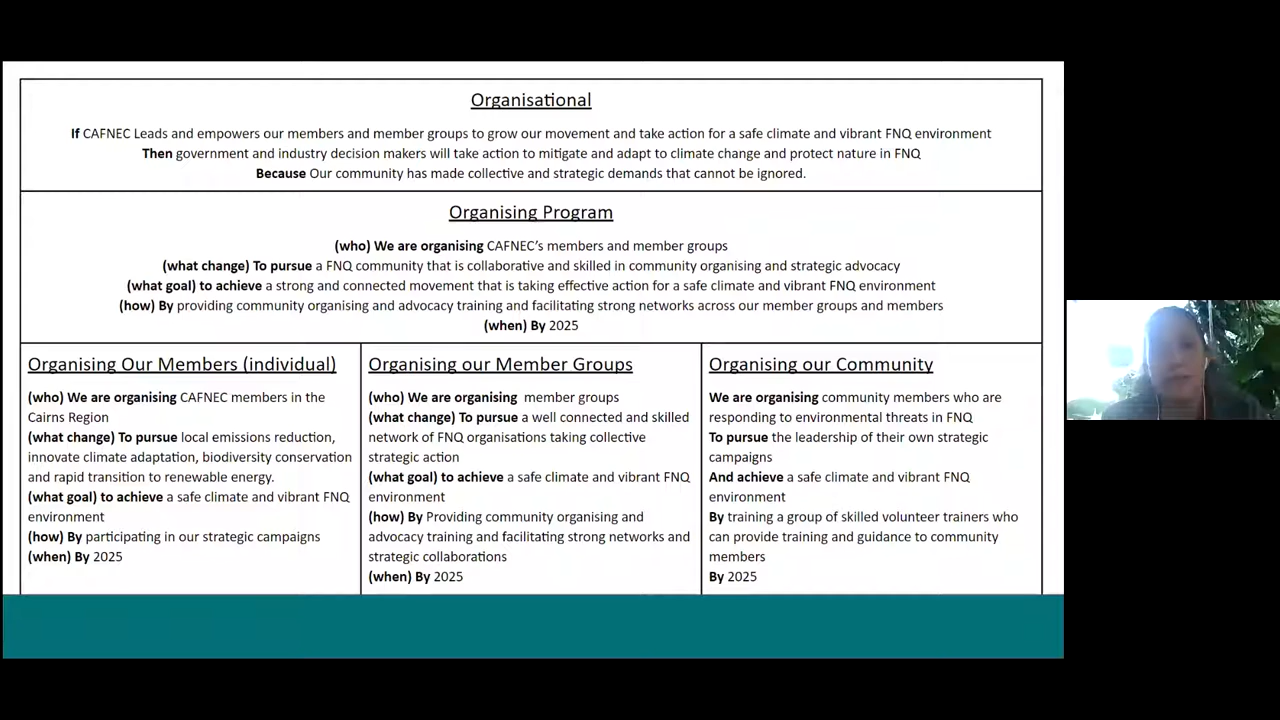 Organisational
If CAFNEC Leads and empowers our members and member groups to grow our movement and take action for a safe climate and vibrant FNQ environment
Then government and industry decision makers will take action to mitigate and adapt to climate change and protect nature in FNQ
Because Our community has made collective and strategic demands that cannot be ignored.
Organising Program
(who) We are organising CAFNEC's members and member groups
(what change) To pursue a FNQ community that is collaborative and skilled in community organising and strategic advocacy
(what goal) to achieve a strong and connected movement that is taking effective action for a safe climate and vibrant FNQ environment
(how) By providing community organising and advocacy training and facilitating strong networks across our member groups and members
(when) By 2025
Organising Our Members (individual)
(who) We are organising CAFNEC members in the
Cairns Region
(what change) To pursue local emissions reduction,
innovate climate adaptation, biodiversity conservation
and rapid transition to renewable energy.
(what goal) to achieve a safe climate and vibrant FNQ
environment
(how) By participating in our strategic campaigns
(when) By 2025
Organising our Member Groups
(who) We are organising member groups
(what change) To pursue a well connected and skilled
network of FNQ organisations taking collective
strategic action
(what goal) to achieve a safe climate and vibrant FNQ
environment
(how) By Providing community organising and
advocacy training and facilitating strong networks and
strategic collaborations
(when) By 2025
Organising our Community
We are organising community members who are
responding to environmental threats in FNQ
To pursue the leadership of their own strategic
campaigns
And achieve a safe climate and vibrant FNQ
environment
By training a group of skilled volunteer trainers who
can provide training and guidance to community
members
By 2025